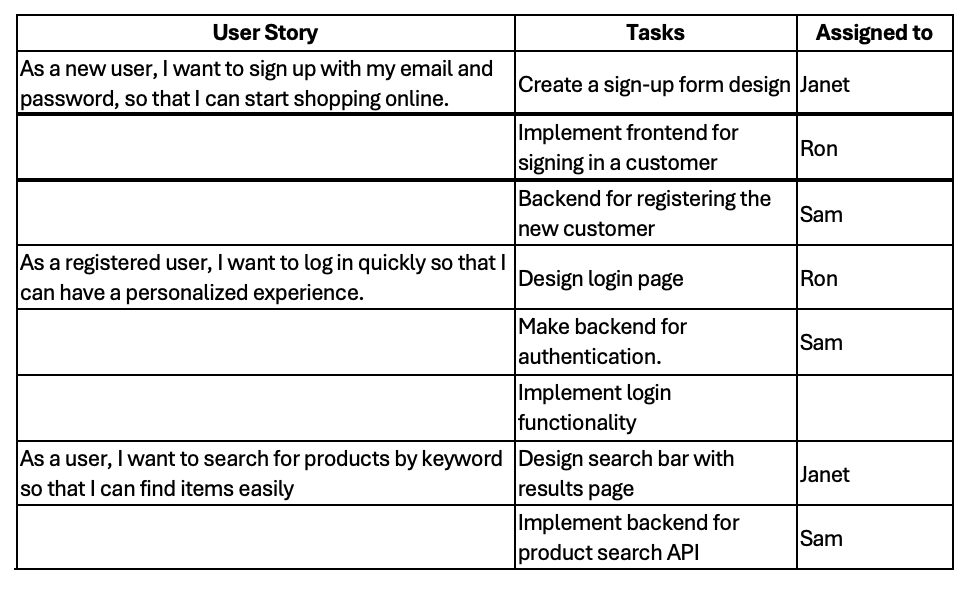 User Story Tasks Assigned to
As a new user, I want to sign up with my email and
password, so that I can start shopping online.
Create a sign-up form design
Janet
Implement frontend for
signing in a customer
Ron
Backend for registering the
new customer
Sam
As a registered user, I want to log in quickly so that I
can have a personalized experience.
Design login page
Ron
Make backend for
authentication.
Sam
Implement login
functionality
As a user, I want to search for products by keyword
so that I can find items easily
Design search bar with
results page
Janet
Implement backend for
product search API
Sam